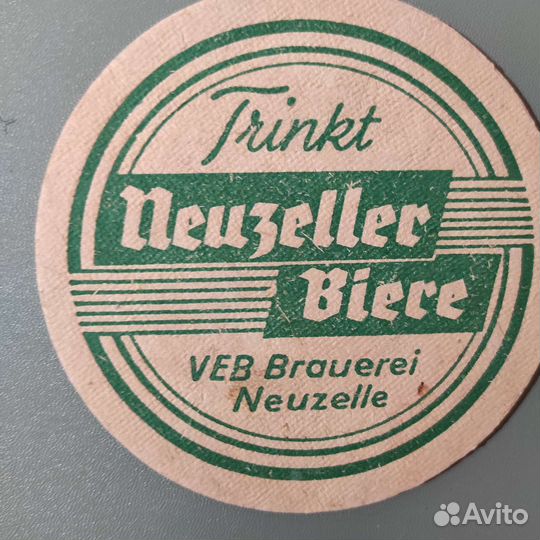 Trinkt
Neuzeller
Biere
VEB Brauerei
Neuzelle
Avito